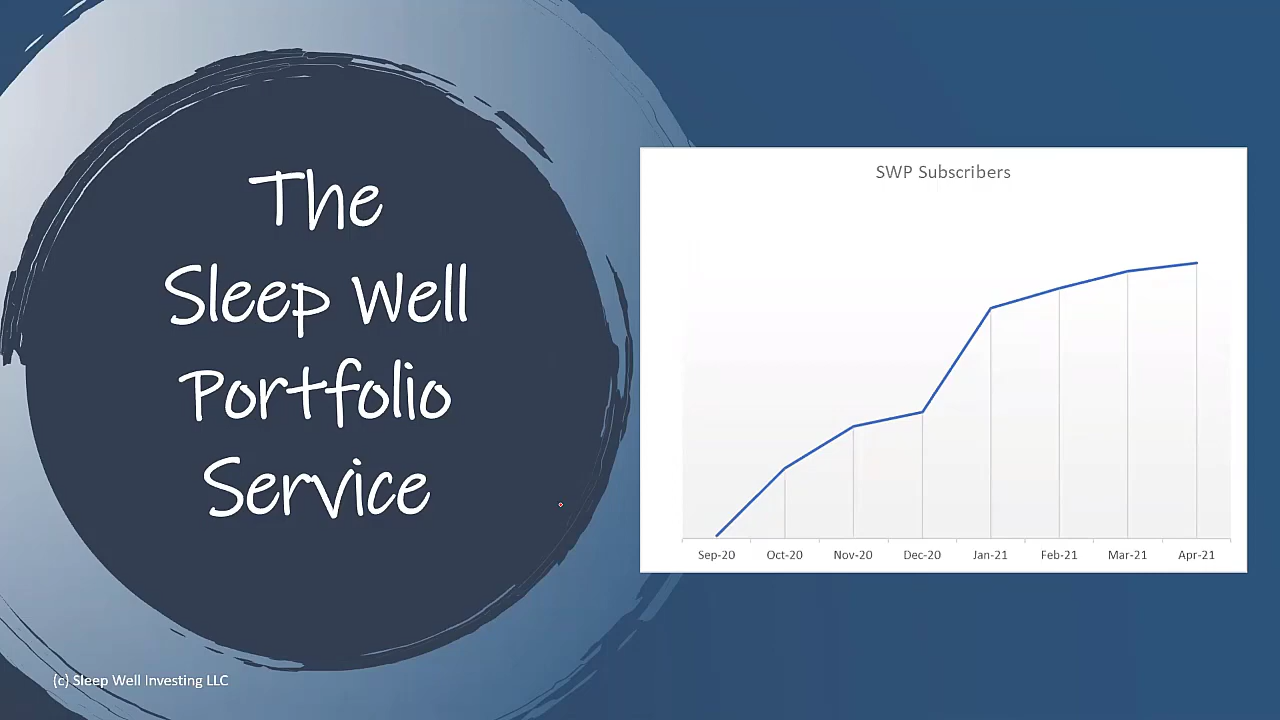 The
Sleep Well
Portfolio
Service
SWP Subscribers
Sep-20 Oct-20 Nov-20 Dec-20 Jan-21 Feb-21 Mar-21 Apr-21
(c) Sleep Well Investing LLC